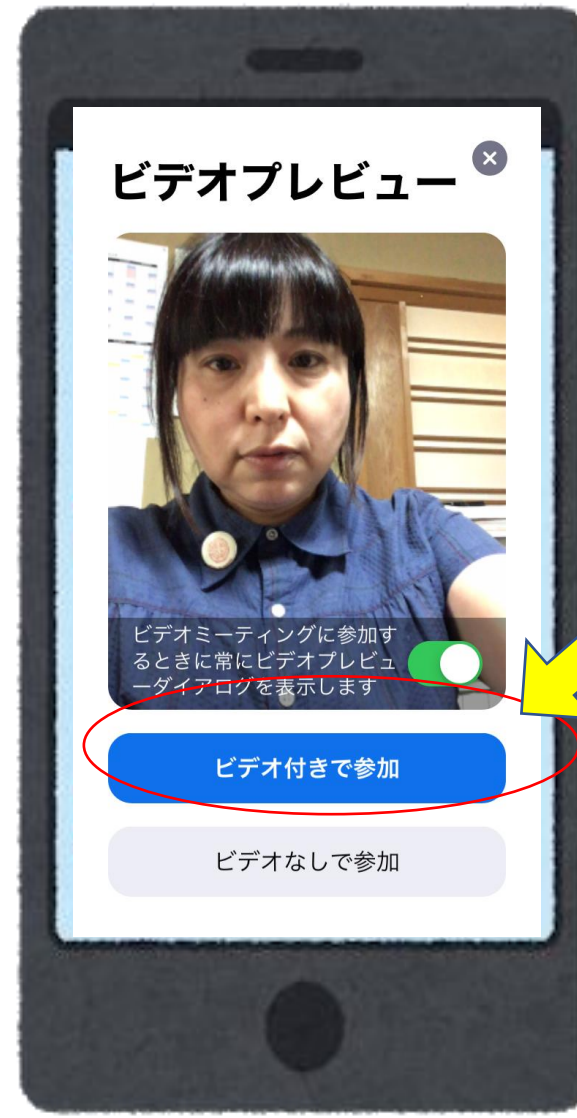 ビデオプレビュー
ビデオミーティングに参加す
るときに常にビデオプレビュ
ーダイアログを表示します
ビデオ付きで参加
ビデオなしで参加